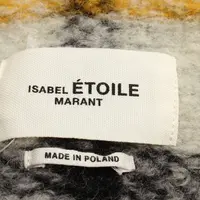 ISABEL ÉTOILE
MARANT
MADE IN POLAND